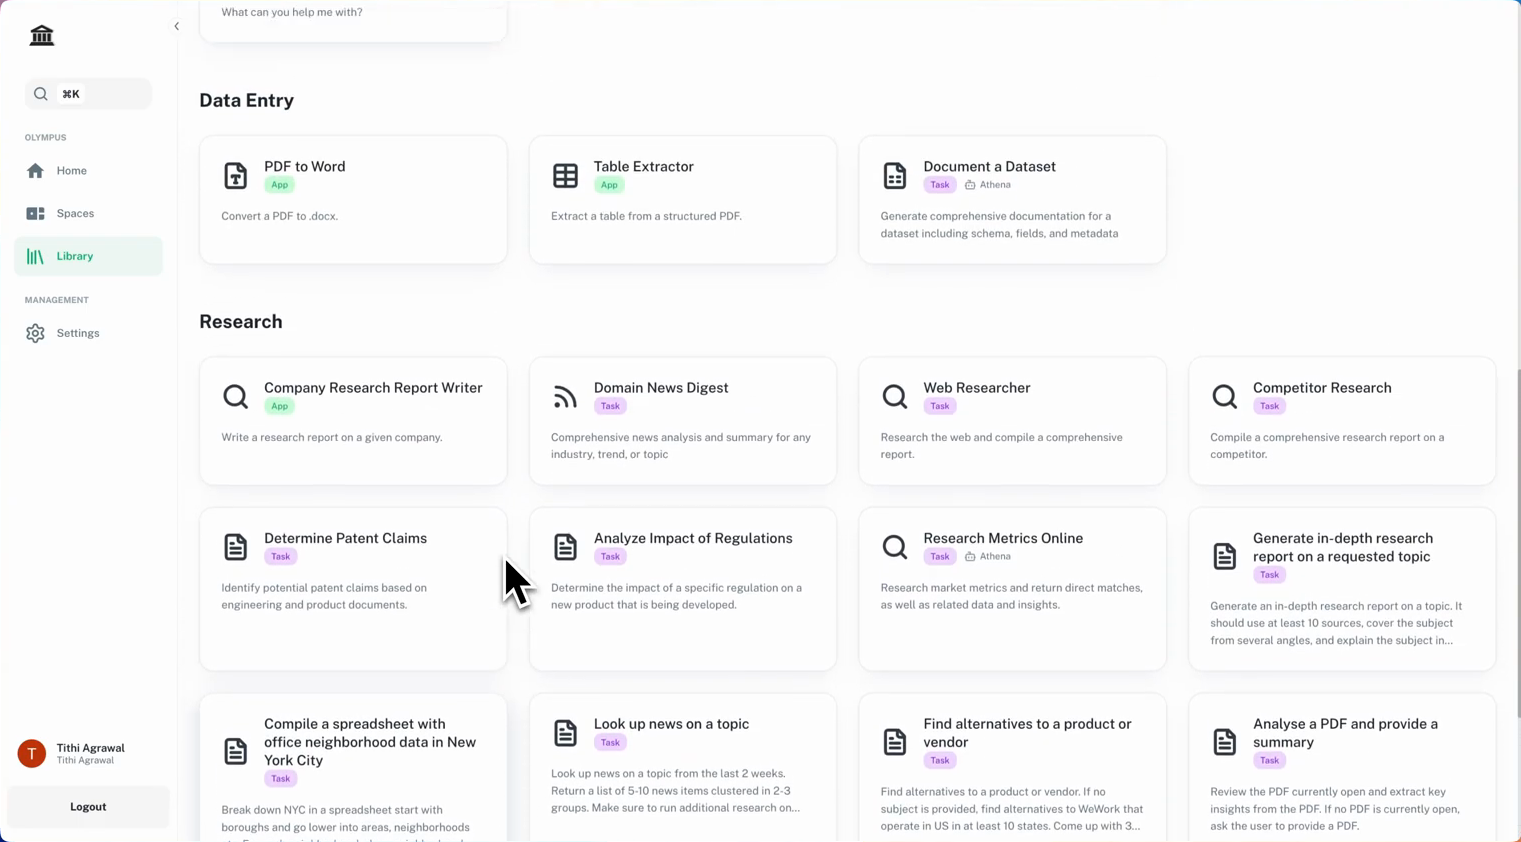 What can you help me with?
⌘K
OLYMPUS
Home
Spaces
Library
MANAGEMENT
Settings
Tithi Agrawal
Tithi Agrawal
T
Logout
Data Entry
PDF to Word
App
Convert a PDF to .docx.
Table Extractor
App
Extract a table from a structured PDF.
Document a Dataset
Task Athena
Generate comprehensive documentation for a
dataset including schema, fields, and metadata
Research
Company Research Report Writer
App
Write a research report on a given company.
Domain News Digest
Task
Comprehensive news analysis and summary for any
industry, trend, or topic
Web Researcher
Task
Research the web and compile a comprehensive
report.
Competitor Research
Task
Compile a comprehensive research report on a
competitor.
Determine Patent Claims
Task
Identify potential patent claims based on
engineering and product documents.
Analyze Impact of Regulations
Task
Determine the impact of a specific regulation on a
new product that is being developed.
Research Metrics Online
Task Athena
Research market metrics and return direct matches,
as well as related data and insights.
Generate in-depth research
report on a requested topic
Task
Generate an in-depth research report on a topic. It
should use at least 10 sources, cover the subject
from several angles, and explain the subject in...
Compile a spreadsheet with
office neighborhood data in New
York City
Task
Break down NYC in a spreadsheet start with
boroughs and go lower into areas, neighborhoods
Look up news on a topic
Task
Look up news on a topic from the last 2 weeks.
Return a list of 5-10 news items clustered in 2-3
groups. Make sure to run additional research on...
Find alternatives to a product or
vendor
Task
Find alternatives to a product or vendor. If no
subject is provided, find alternatives to WeWork that
operate in US in at least 10 states. Come up with 3...
Analyse a PDF and provide a
summary
Task
Review the PDF currently open and extract key
insights from the PDF. If no PDF is currently open,
ask the user to provide a PDF.